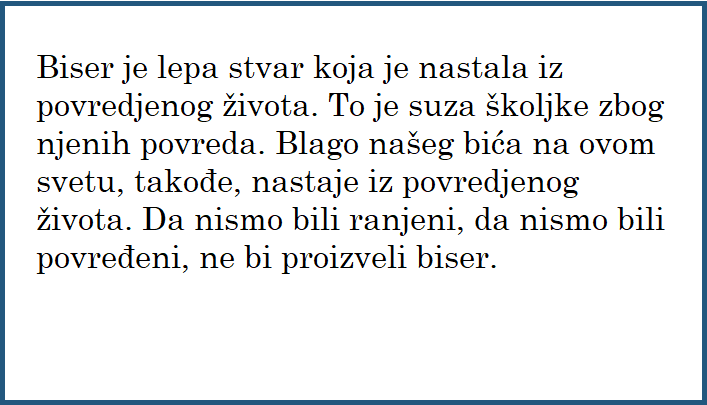 Biser je lepa stvar koja je nastala iz
povredjenog života. To je suza školjke zbog
njenih povreda. Blago našeg bića na ovom
svetu, takođe, nastaje iz povredjenog
života. Da nismo bili ranjeni, da nismo bili
povređeni, ne bi proizveli biser.